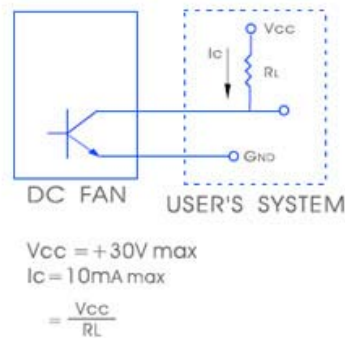 Vcc
Ic
RL
GND
DC FAN
USER'S SYSTEM
Vcc = +30V max
Ic = 10mA max
= Vcc
RL